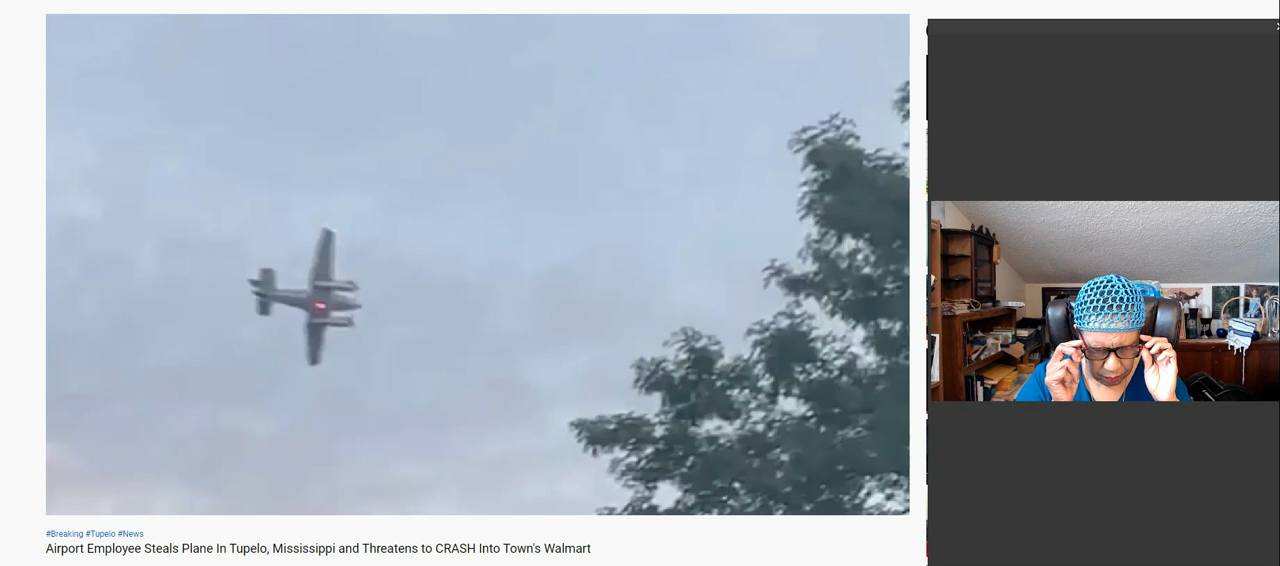 #Breaking #Tupelo #News
Airport Employee Steals Plane In Tupelo, Mississippi and Threatens to CRASH Into Town's Walmart